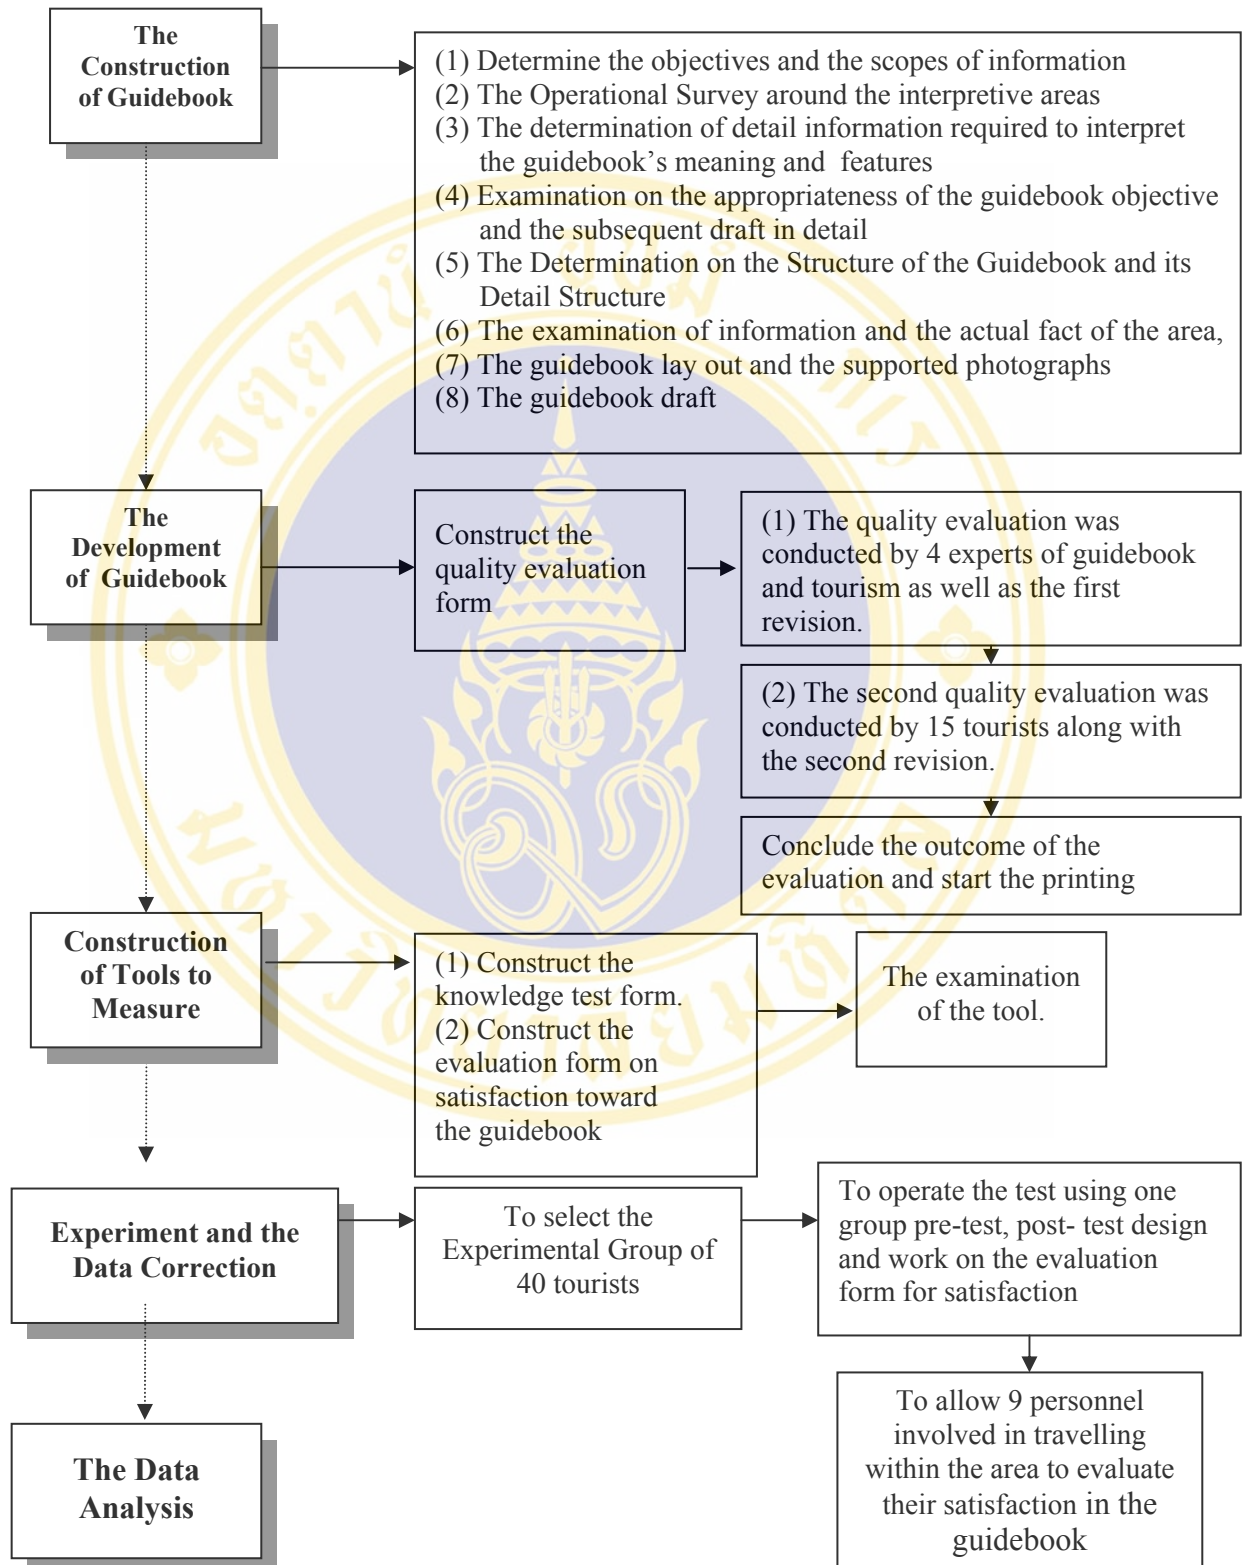 The
Construction
of Guidebook
(1) Determine the objectives and the scopes of information
(2) The Operational Survey around the interpretive areas
(3) The determination of detail information required to interpret
the guidebook’s meaning and features
(4) Examination on the appropriateness of the guidebook objective
and the subsequent draft in detail
(5) The Determination on the Structure of the Guidebook and its
Detail Structure
(6) The examination of information and the actual fact of the area,
(7) The guidebook lay out and the supported photographs
(8) The guidebook draft
The
Development
of Guidebook
Construct the
quality evaluation
form
(1) The quality evaluation was
conducted by 4 experts of guidebook
and tourism as well as the first
revision.
(2) The second quality evaluation was
conducted by 15 tourists along with
the second revision.
Conclude the outcome of the
evaluation and start the printing
Construction
of Tools to
Measure
(1) Construct the
knowledge test form.
(2) Construct the
evaluation form on
satisfaction toward
the guidebook
The examination
of the tool.
Experiment and the
Data Correction
To select the
Experimental Group of
40 tourists
To operate the test using one
group pre-test, post- test design
and work on the evaluation
form for satisfaction
To allow 9 personnel
involved in travelling
within the area to evaluate
their satisfaction in the
guidebook
The Data
Analysis